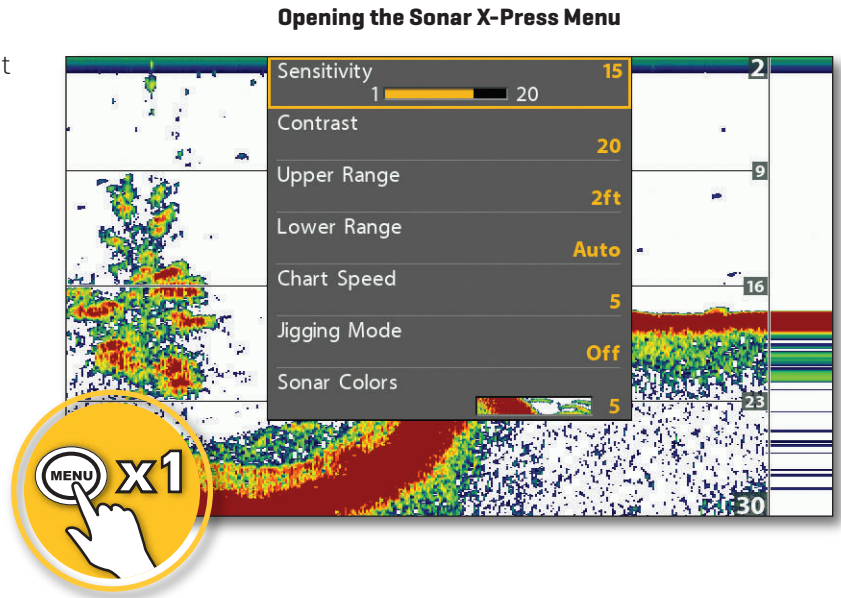 Opening the Sonar X-Press Menu
t
Sensitivity 15
1 20
Contrast
20
Upper Range
2ft
Lower Range
Auto
Chart Speed
5
Jigging Mode
Off
Sonar Colors
5
2
9
16
23
30
MENU x1